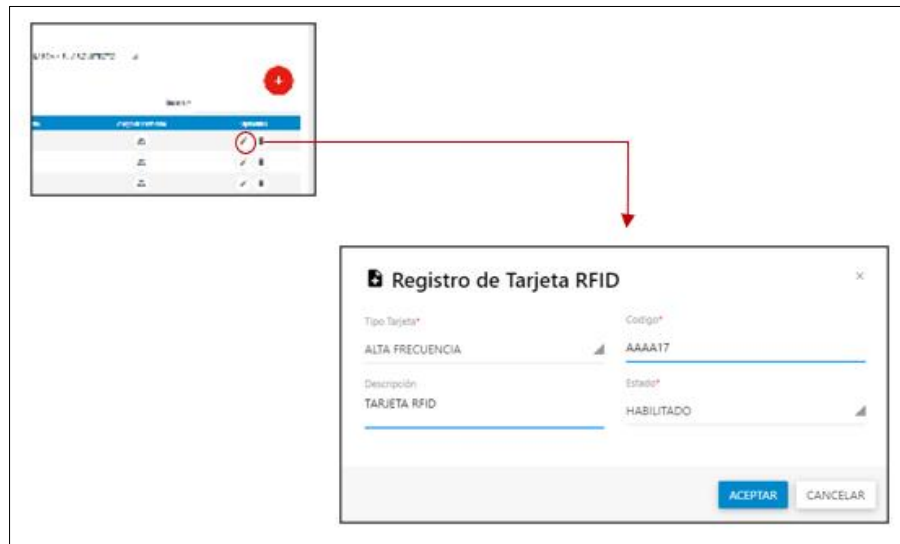 Registro de Tarjeta RFID
Tipo Tarjeta* Codigo*
ALTA FRECUENCIA AAAA17
Descripción Estado*
TARJETA RFID HABILITADO
ACEPTAR CANCELAR